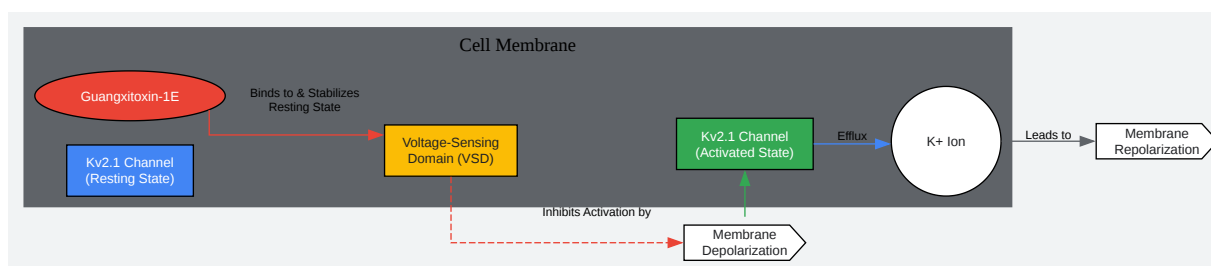 Cell Membrane
Guangxitoxin-1E
Binds to & Stabilizes
Resting State
Kv2.1 Channel
(Resting State)
Voltage-Sensing
Domain (VSD)
Inhibits Activation by
Membrane
Depolarization
Kv2.1 Channel
(Activated State)
Efflux
K+ Ion
Leads to
Membrane
Repolarization